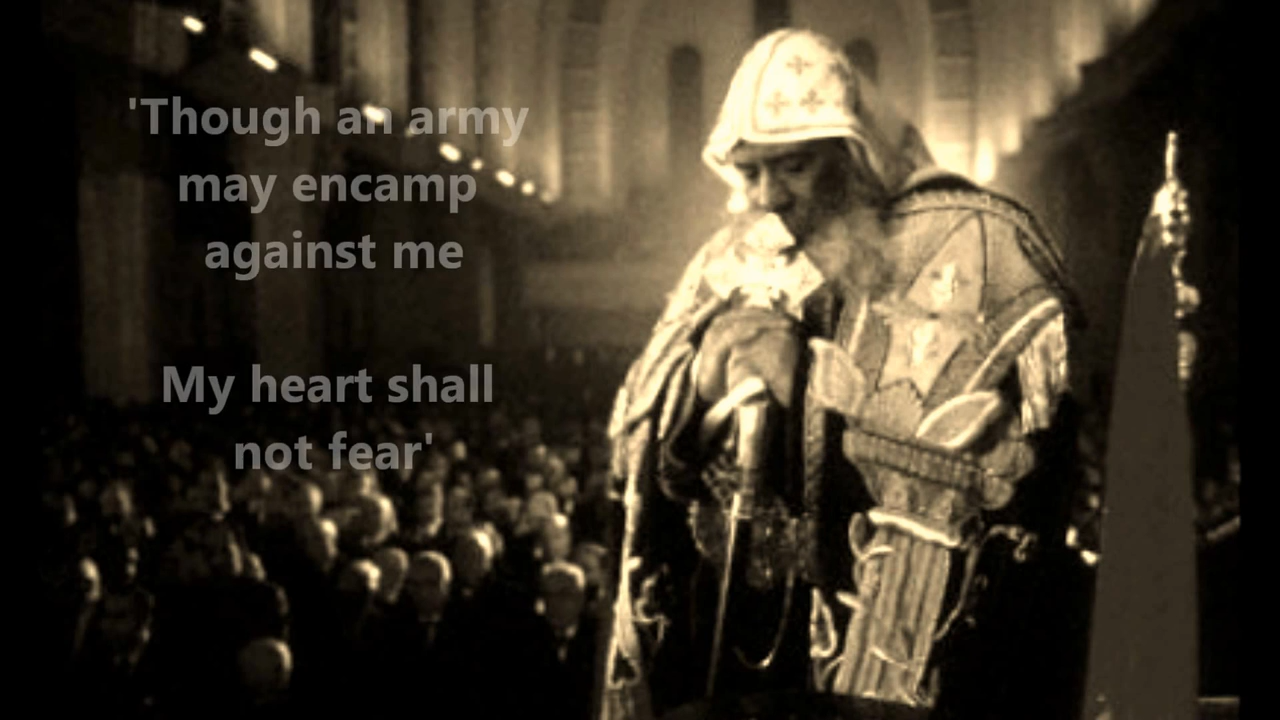 'Though an army
may encamp
against me
My heart shall
not fear'